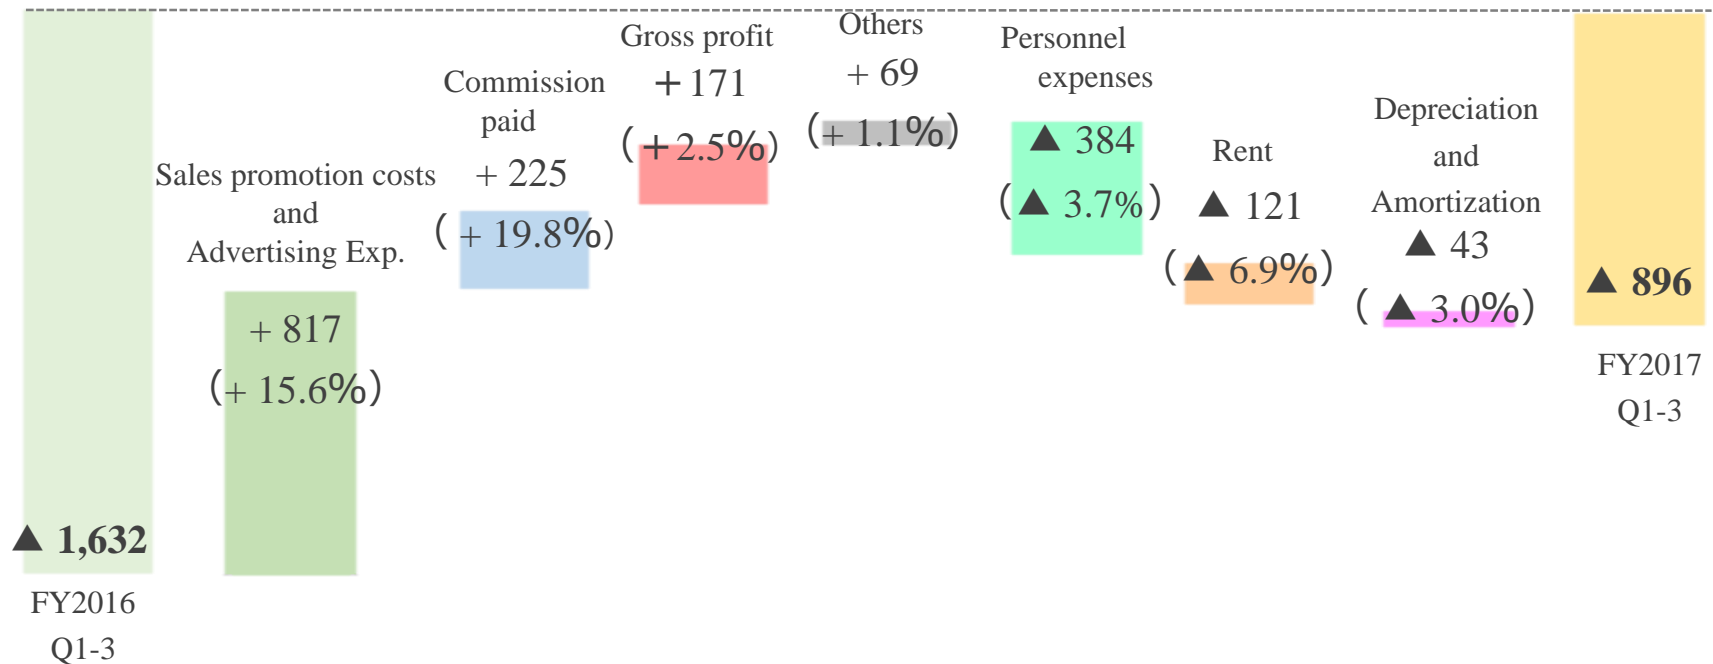 ▲ 1,632
FY2016
Q1-3
Sales promotion costs
and
Advertising Exp.
+ 817
(+ 15.6%)
Commission
paid
+ 225
( + 19.8%)
Gross profit
+ 171
( + 2.5%)
Others
+ 69
(+ 1.1%)
Personnel
expenses
▲ 384
(▲ 3.7%)
Rent
▲ 121
(▲ 6.9%)
Depreciation
and
Amortization
▲ 43
( ▲ 3.0%)
▲ 896
FY2017
Q1-3